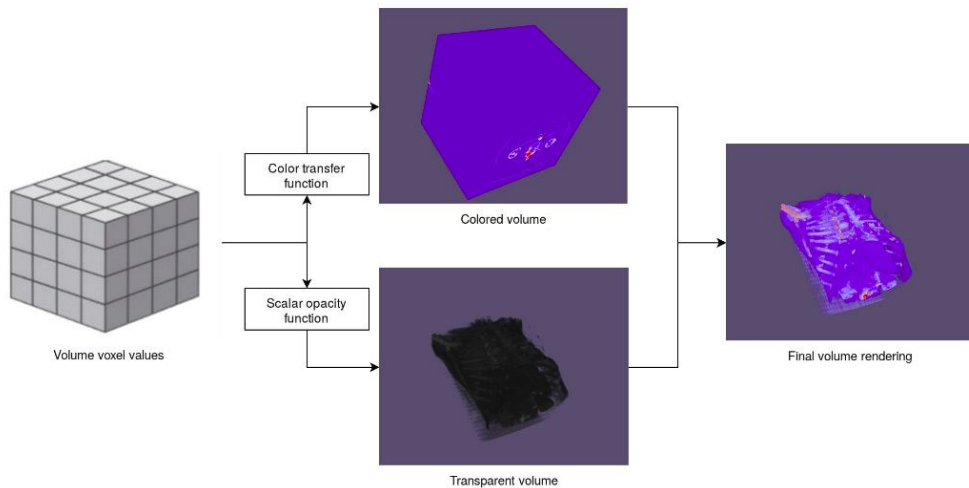 Color transfer
function
Colored volume
Scalar opacity
function
Volume voxel values
Final volume rendering
Transparent volume